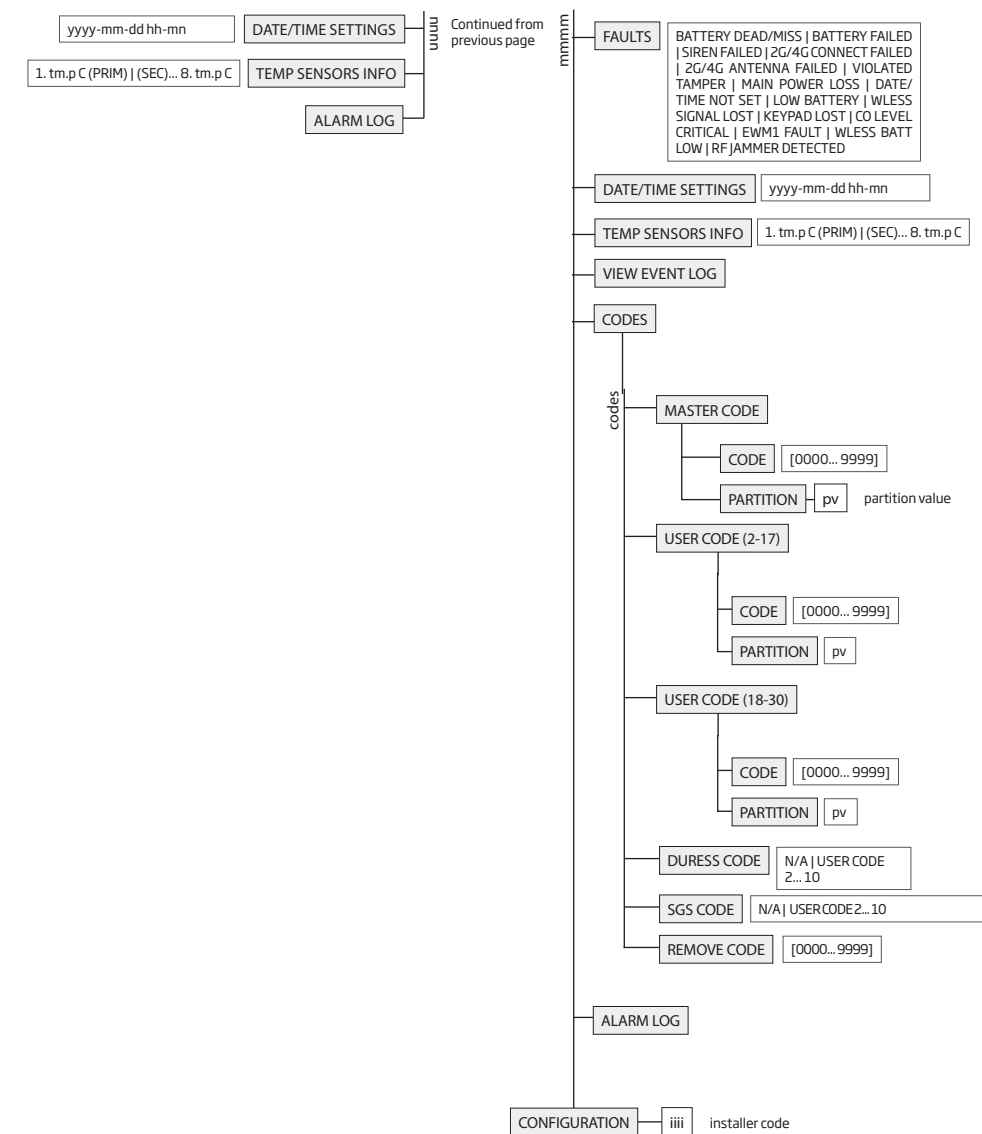 yyyy-mm-dd hh-mn
DATE/TIME SETTINGS
1. tm.p C (PRIM) | (SEC)... 8. tm.p C
TEMP SENSORS INFO
ALARM LOG
uuuu
Continued from
previous page
mmmm
FAULTS
BATTERY DEAD/MISS | BATTERY FAILED
| SIREN FAILED | 2G/4G CONNECT FAILED
| 2G/4G ANTENNA FAILED | VIOLATED
TAMPER | MAIN POWER LOSS | DATE/
TIME NOT SET | LOW BATTERY | WLESS
SIGNAL LOST | KEYPAD LOST | CO LEVEL
CRITICAL | EWM1 FAULT | WLESS BATT
LOW | RF JAMMER DETECTED
DATE/TIME SETTINGS
yyyy-mm-dd hh-mn
TEMP SENSORS INFO
1. tm.p C (PRIM) | (SEC)... 8. tm.p C
VIEW EVENT LOG
CODES
codes
MASTER CODE
CODE
[0000... 9999]
PARTITION
pv
partition value
USER CODE (2-17)
CODE
[0000... 9999]
PARTITION
pv
USER CODE (18-30)
CODE
[0000... 9999]
PARTITION
pv
DURESS CODE
N/A | USER CODE
2... 10
SGS CODE
N/A | USER CODE 2... 10
REMOVE CODE
[0000... 9999]
ALARM LOG
CONFIGURATION
iiii
installer code